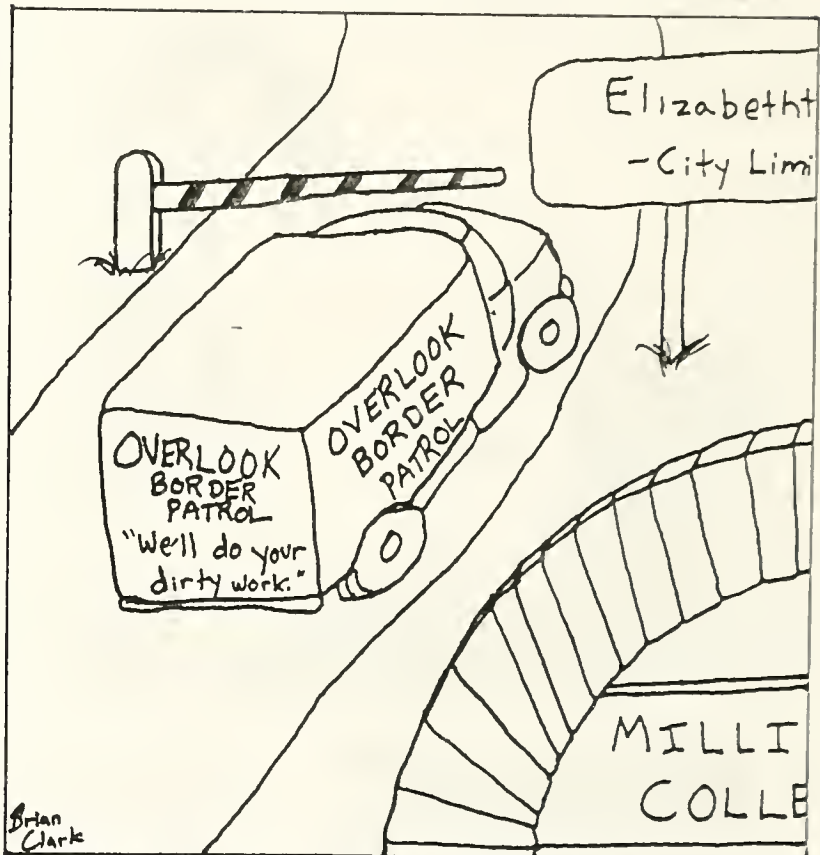 Elizabetht
-City Limi
OVERLOOK
BORDER
PATROL
"We'll do your
dirty work."
OVERLOOK
BORDER
PATROL
MILLI
COLLE
Brian
Clark